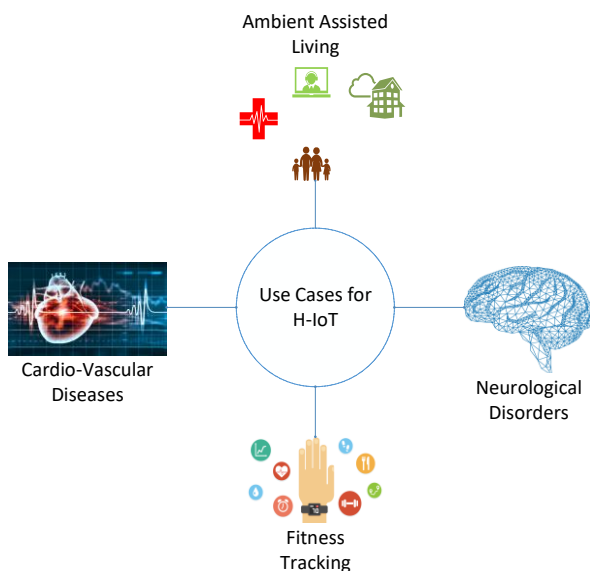 Ambient Assisted
Living
Use Cases for
H-IoT
Cardio-Vascular
Diseases
Neurological
Disorders
Fitness
Tracking